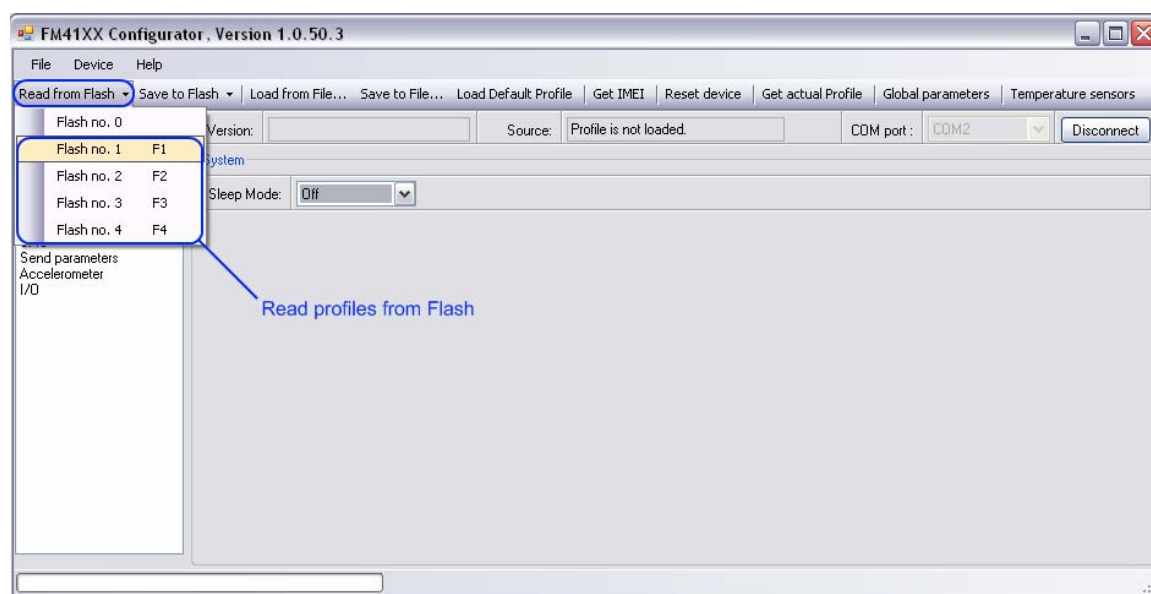 FM41XX Configurator, Version 1.0.50.3
File Device Help
Read from Flash Save to Flash Load from File... Save to File... Load Default Profile Get IMEI Reset device Get actual Profile Global parameters Temperature sensors
Flash no. 0
Version: Source: Profile is not loaded. COM port : COM2 Disconnect
Flash no. 1 F1
System
Flash no. 2 F2
Sleep Mode: Off
Flash no. 3 F3
Flash no. 4 F4
Send parameters
Accelerometer
I/O
Read profiles from Flash